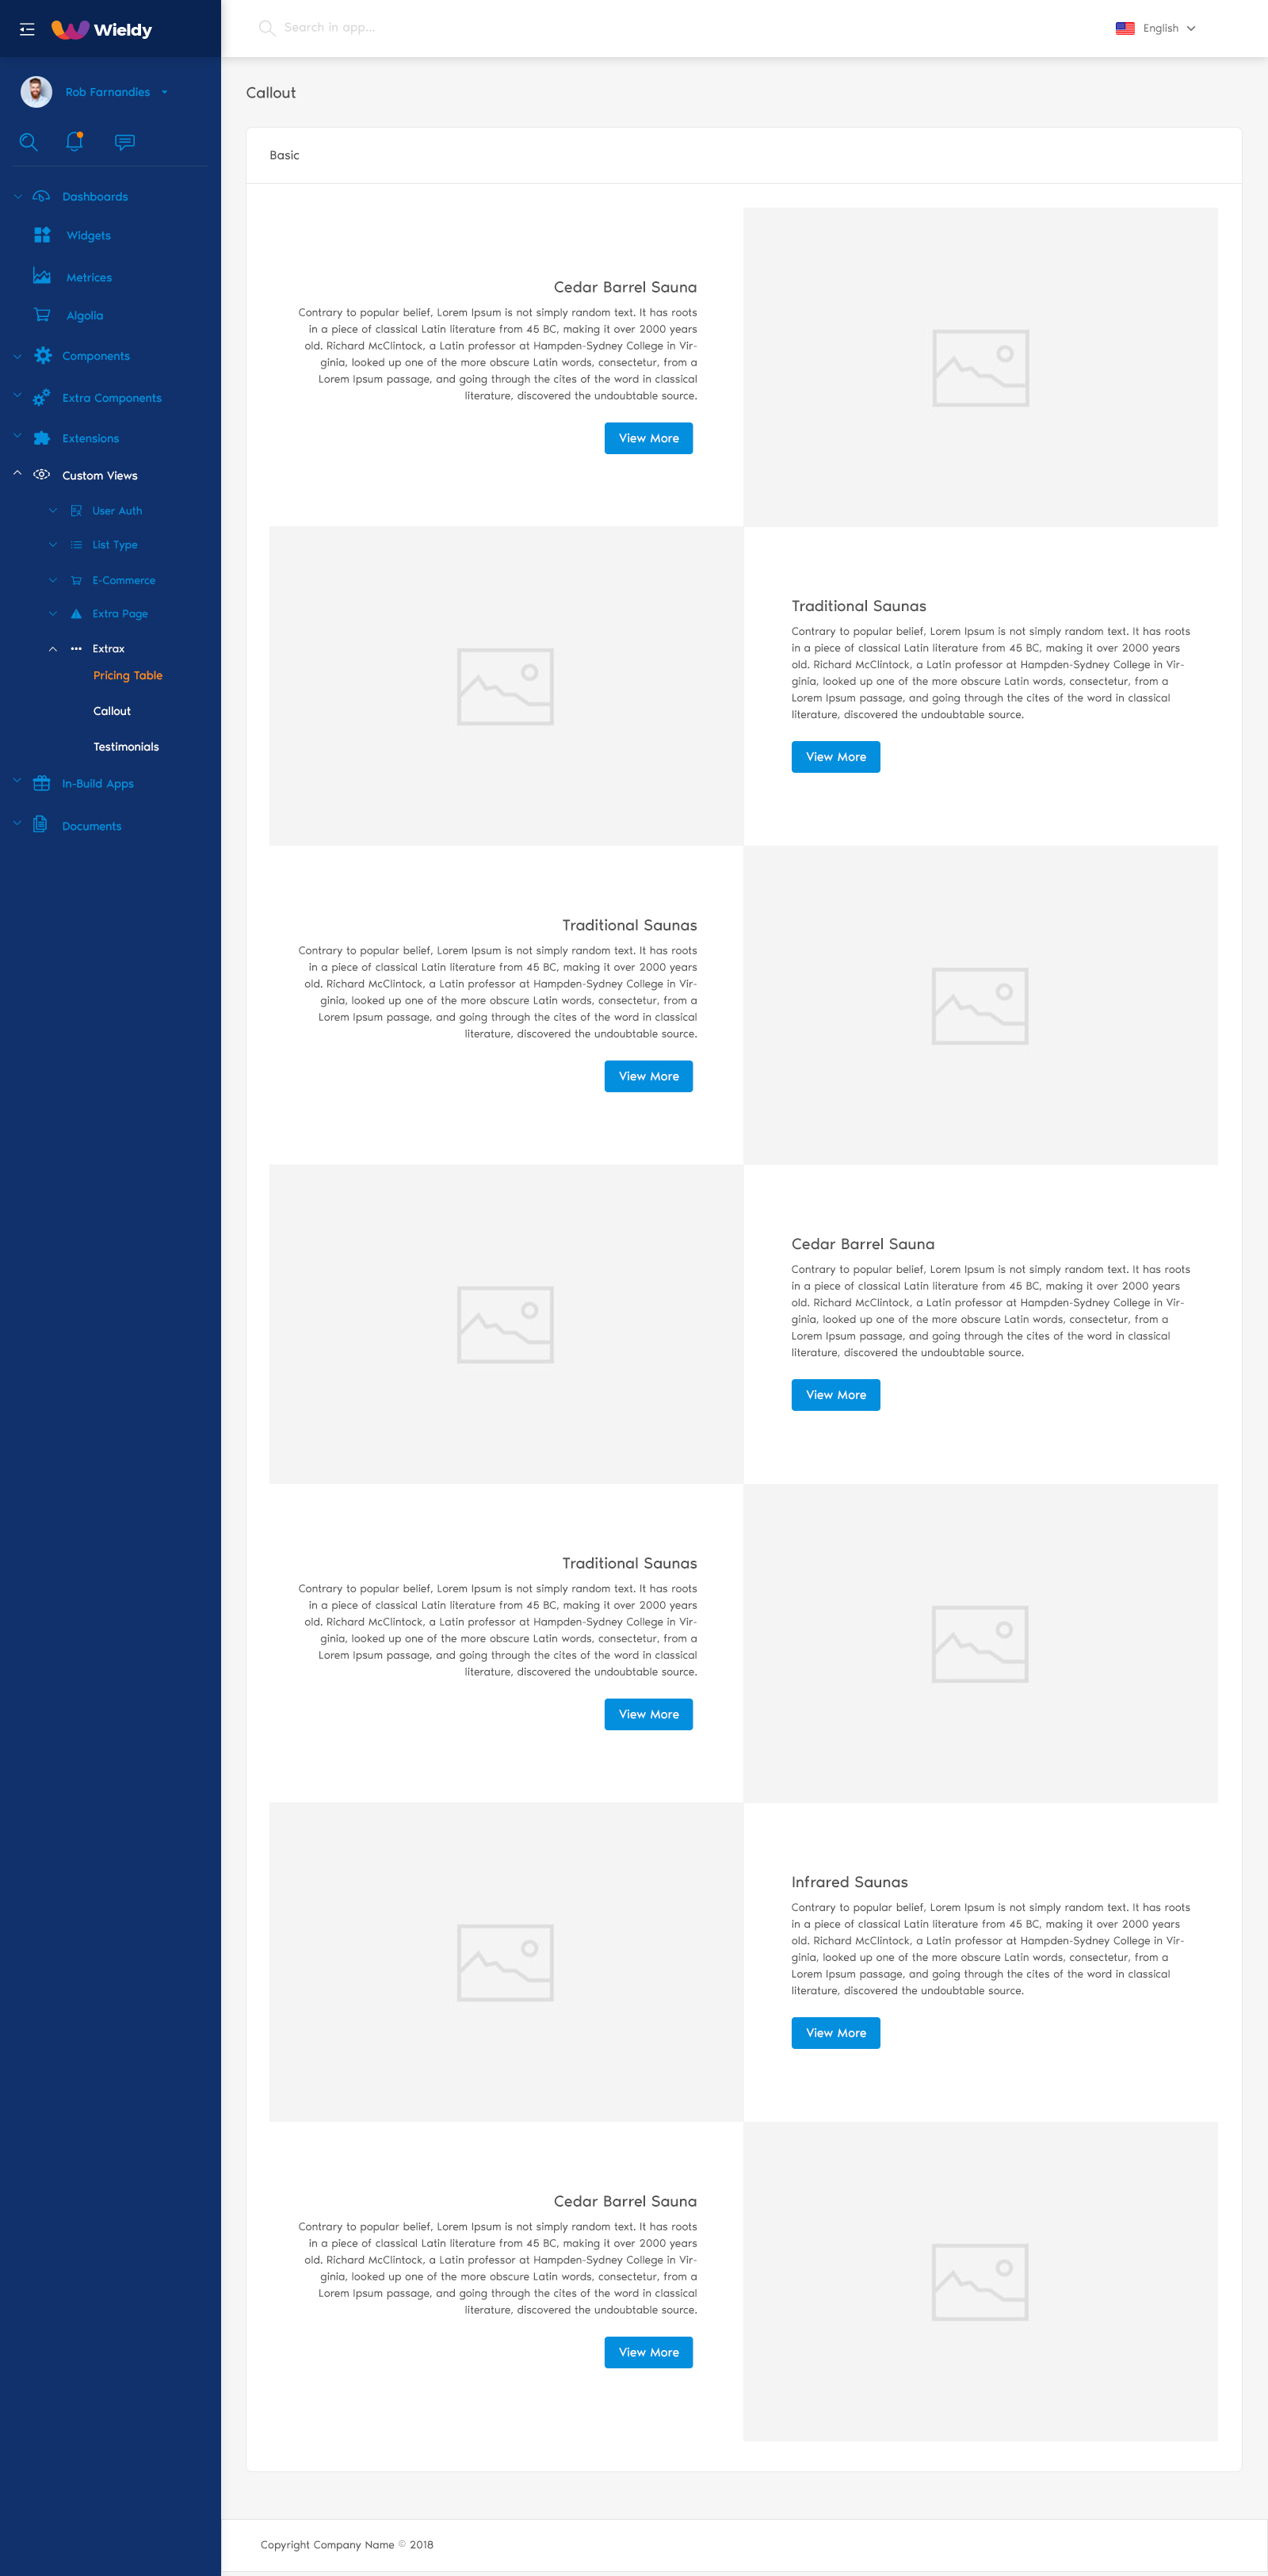 Wieldy
Search in app...
English
Rob Farnandies
Dashboards
Widgets
Metrices
Algolia
Components
Extra Components
Extensions
Custom Views
User Auth
List Type
E-Commerce
Extra Page
Extrax
Pricing Table
Callout
Testimonials
In-Build Apps
Documents
Callout
Basic
Cedar Barrel Sauna
Contrary to popular belief, Lorem Ipsum is not simply random text. It has roots
in a piece of classical Latin literature from 45 BC, making it over 2000 years
old. Richard McClintock, a Latin professor at Hampden-Sydney College in Vir-
ginia, looked up one of the more obscure Latin words, consectetur, from a
Lorem Ipsum passage, and going through the cites of the word in classical
literature, discovered the undoubtable source.
View More
Traditional Saunas
Contrary to popular belief, Lorem Ipsum is not simply random text. It has roots
in a piece of classical Latin literature from 45 BC, making it over 2000 years
old. Richard McClintock, a Latin professor at Hampden-Sydney College in Vir-
ginia, looked up one of the more obscure Latin words, consectetur, from a
Lorem Ipsum passage, and going through the cites of the word in classical
literature, discovered the undoubtable source.
View More
Traditional Saunas
Contrary to popular belief, Lorem Ipsum is not simply random text. It has roots
in a piece of classical Latin literature from 45 BC, making it over 2000 years
old. Richard McClintock, a Latin professor at Hampden-Sydney College in Vir-
ginia, looked up one of the more obscure Latin words, consectetur, from a
Lorem Ipsum passage, and going through the cites of the word in classical
literature, discovered the undoubtable source.
View More
Cedar Barrel Sauna
Contrary to popular belief, Lorem Ipsum is not simply random text. It has roots
in a piece of classical Latin literature from 45 BC, making it over 2000 years
old. Richard McClintock, a Latin professor at Hampden-Sydney College in Vir-
ginia, looked up one of the more obscure Latin words, consectetur, from a
Lorem Ipsum passage, and going through the cites of the word in classical
literature, discovered the undoubtable source.
View More
Traditional Saunas
Contrary to popular belief, Lorem Ipsum is not simply random text. It has roots
in a piece of classical Latin literature from 45 BC, making it over 2000 years
old. Richard McClintock, a Latin professor at Hampden-Sydney College in Vir-
ginia, looked up one of the more obscure Latin words, consectetur, from a
Lorem Ipsum passage, and going through the cites of the word in classical
literature, discovered the undoubtable source.
View More
Infrared Saunas
Contrary to popular belief, Lorem Ipsum is not simply random text. It has roots
in a piece of classical Latin literature from 45 BC, making it over 2000 years
old. Richard McClintock, a Latin professor at Hampden-Sydney College in Vir-
ginia, looked up one of the more obscure Latin words, consectetur, from a
Lorem Ipsum passage, and going through the cites of the word in classical
literature, discovered the undoubtable source.
View More
Cedar Barrel Sauna
Contrary to popular belief, Lorem Ipsum is not simply random text. It has roots
in a piece of classical Latin literature from 45 BC, making it over 2000 years
old. Richard McClintock, a Latin professor at Hampden-Sydney College in Vir-
ginia, looked up one of the more obscure Latin words, consectetur, from a
Lorem Ipsum passage, and going through the cites of the word in classical
literature, discovered the undoubtable source.
View More
Copyright Company Name © 2018